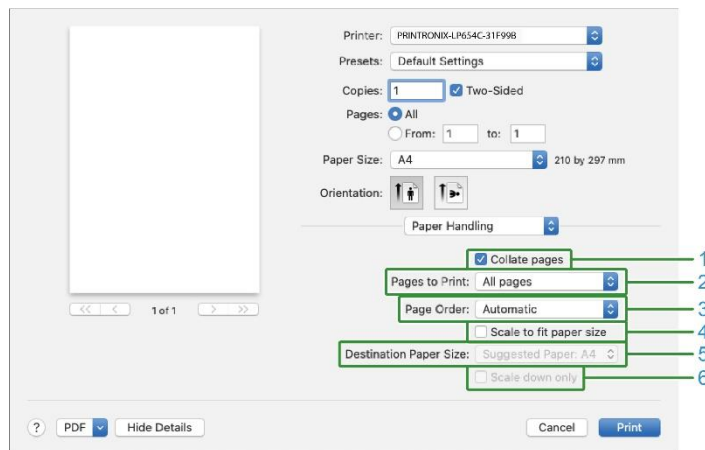 Printer: PRINTRONIX-LP654C-31F99B
Presets: Default Settings
Copies: 1 Two-Sided
Pages: All
From: 1 to: 1
Paper Size: A4 210 by 297 mm
Orientation:
Paper Handling
Collate pages 1
Pages to Print: All pages 2
Page Order: Automatic 3
1 of 1
Scale to fit paper size 4
Destination Paper Size: Suggested Paper: A4 5
Scale down only 6
? PDF Hide Details Cancel Print